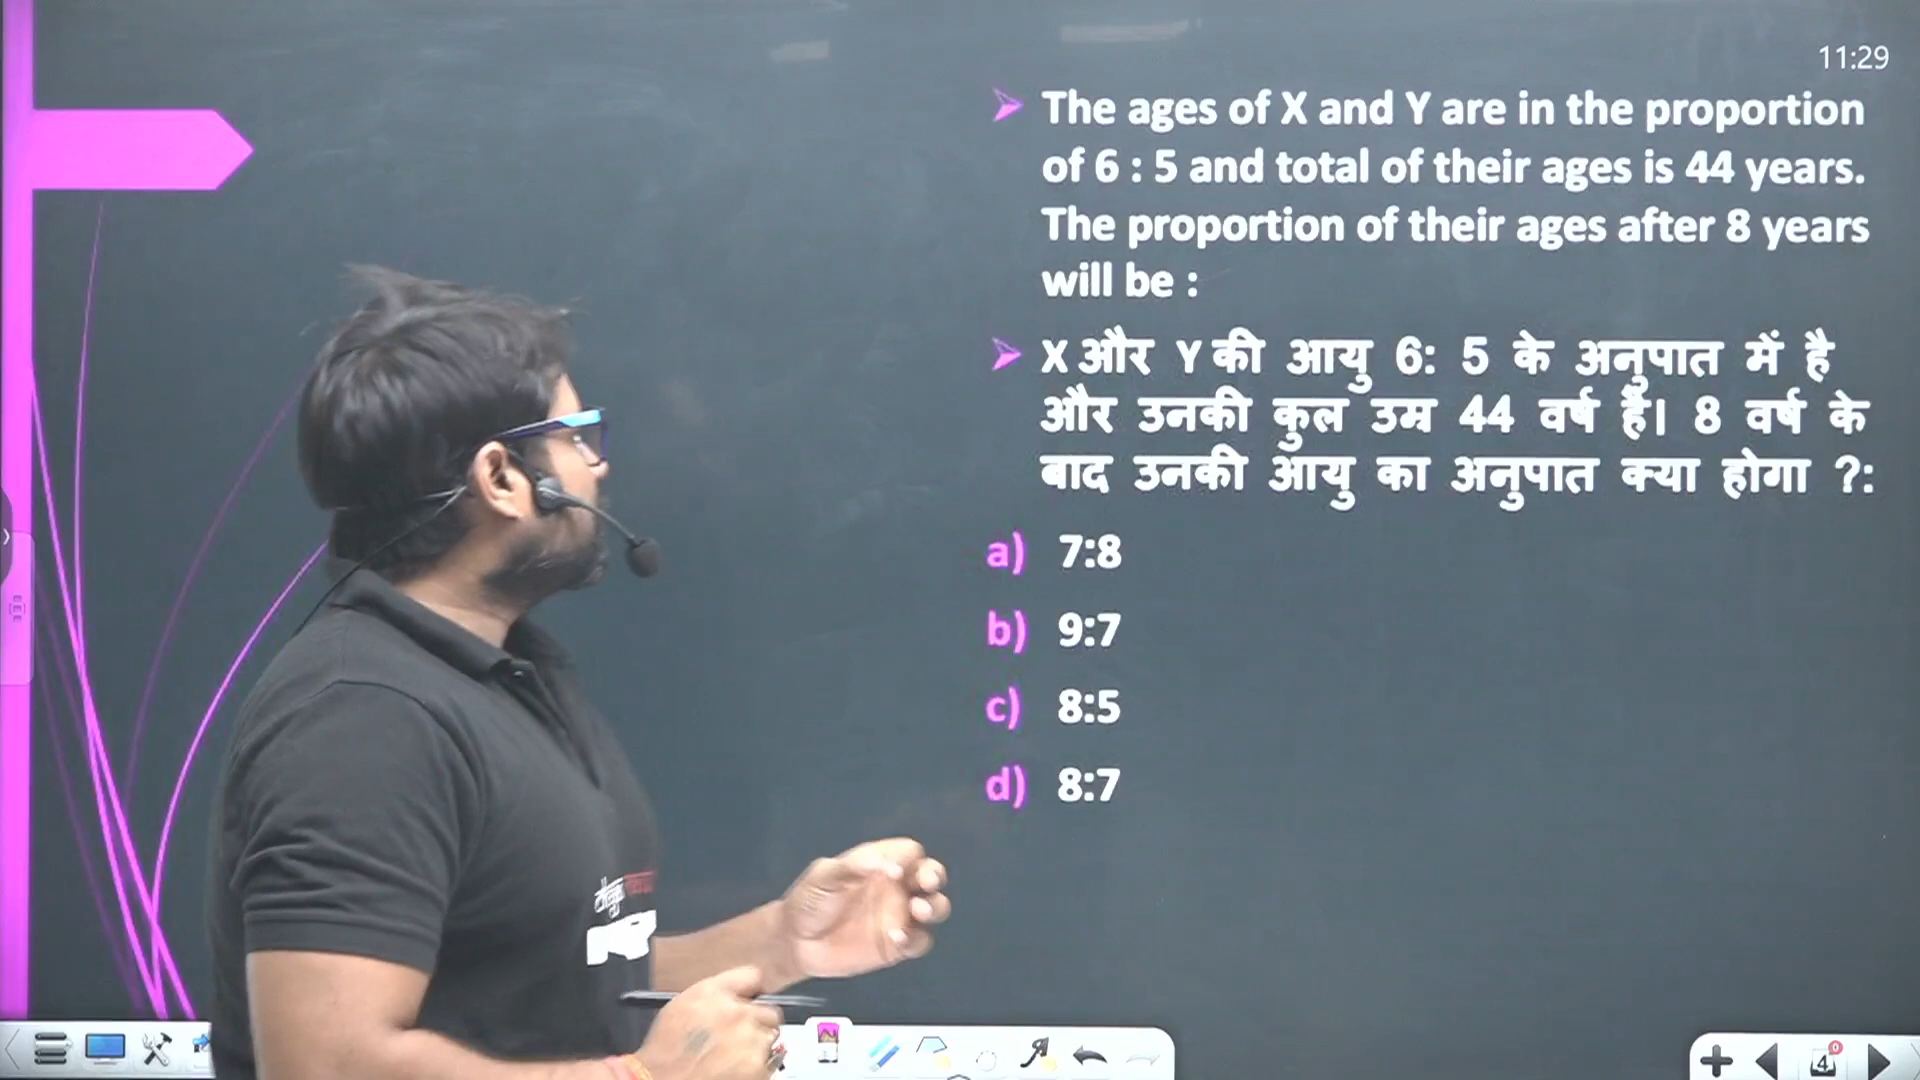 11:29
The ages of X and Y are in the proportion
of 6 : 5 and total of their ages is 44 years.
The proportion of their ages after 8 years
will be :
X और Y की आयु 6: 5 के अनुपात में है
और उनकी कुल उम्र 44 वर्ष है। 8 वर्ष के
बाद उनकी आयु का अनुपात क्या होगा ?:
a) 7:8
b) 9:7
c) 8:5
d) 8:7
4
0